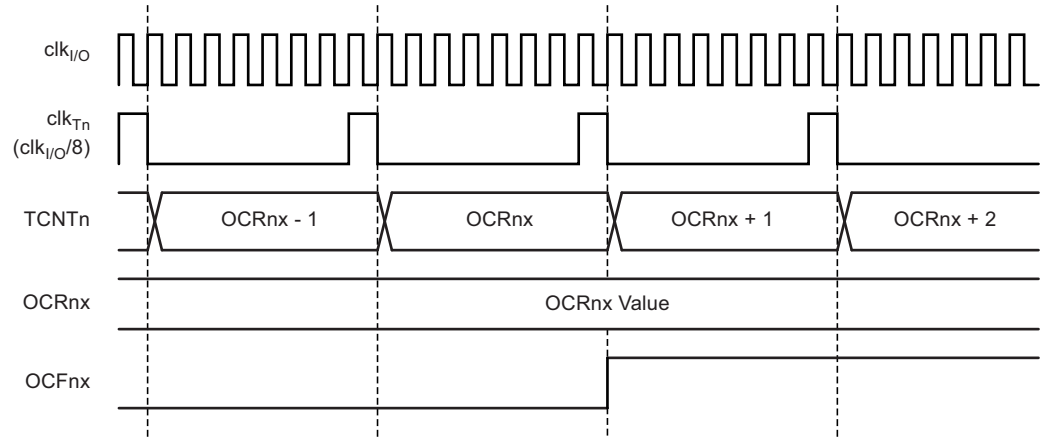 clkI/O
clkTn
(clkI/O/8)
TCNTn
OCRnx - 1
OCRnx
OCRnx + 1
OCRnx + 2
OCRnx
OCRnx Value
OCFnx